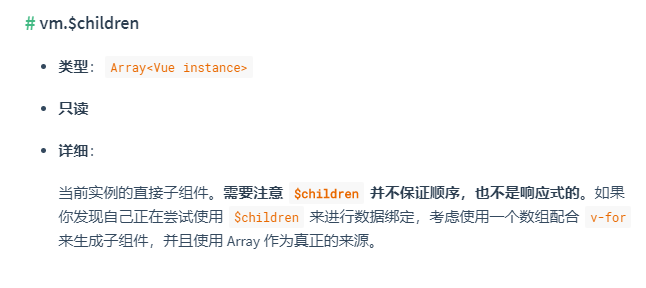 # vm.$children
类型： Array<Vue instance>
只读
详细：
当前实例的直接子组件。需要注意 $children 并不保证顺序，也不是响应式的。如果
你发现自己正在尝试使用 $children 来进行数据绑定，考虑使用一个数组配合 v-for
来生成子组件，并且使用 Array 作为真正的来源。